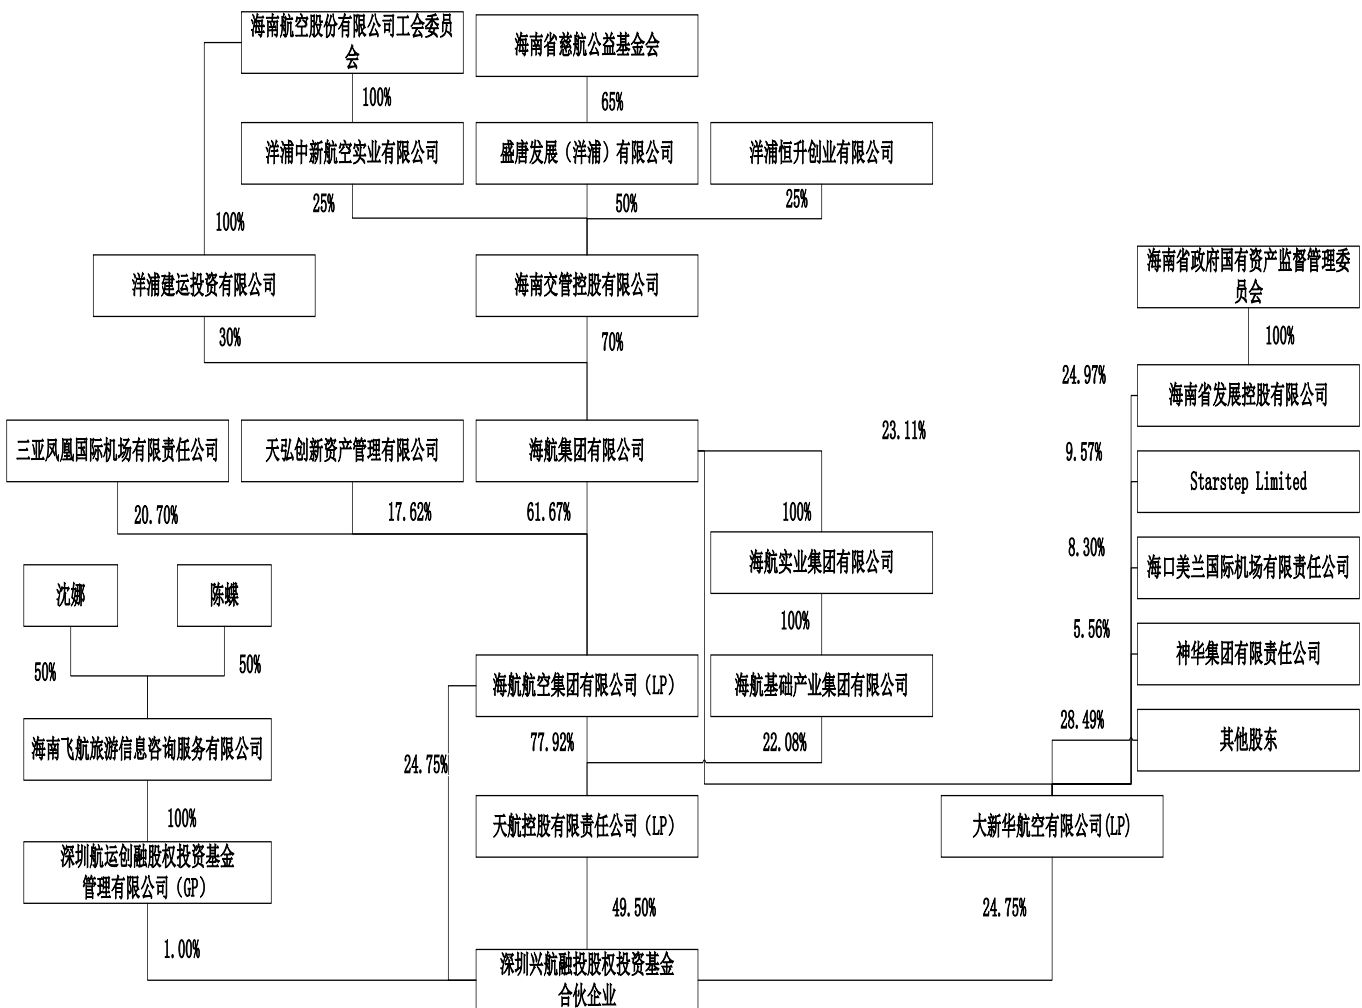 海南航空股份有限公司工会委员
会
海南省慈航公益基金会
100%
65%
洋浦中新航空实业有限公司
盛唐发展（洋浦）有限公司
洋浦恒升创业有限公司
25%
50%
25%
100%
洋浦建运投资有限公司
海南交管控股有限公司
海南省政府国有资产监督管理委
员会
30%
70%
100%
24.97%
海南省发展控股有限公司
三亚凤凰国际机场有限责任公司
天弘创新资产管理有限公司
海航集团有限公司
23.11%
9.57%
Starstep Limited
20.70%
17.62%
61.67%
100%
海航实业集团有限公司
8.30%
海口美兰国际机场有限责任公司
沈娜
陈蝶
100%
5.56%
神华集团有限责任公司
50%
50%
海航航空集团有限公司（LP）
海航基础产业集团有限公司
28.49%
其他股东
海南飞航旅游信息咨询服务有限公司
24.75%
77.92%
22.08%
100%
天航控股有限责任公司（LP）
大新华航空有限公司(LP)
深圳航运创融股权投资基金
管理有限公司（GP）
49.50%
24.75%
1.00%
深圳兴航融投股权投资基金
合伙企业